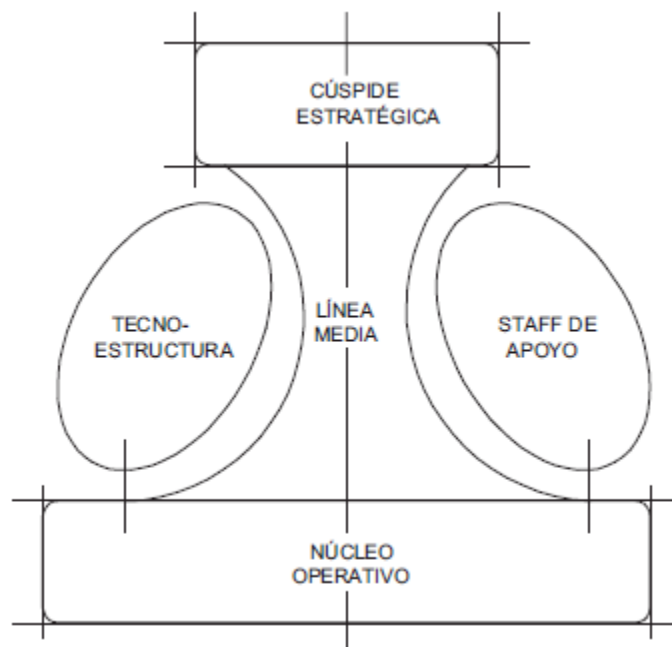 CÚSPIDE
ESTRATÉGICA
TECNO-
ESTRUCTURA
LÍNEA
MEDIA
STAFF DE
APOYO
NÚCLEO
OPERATIVO